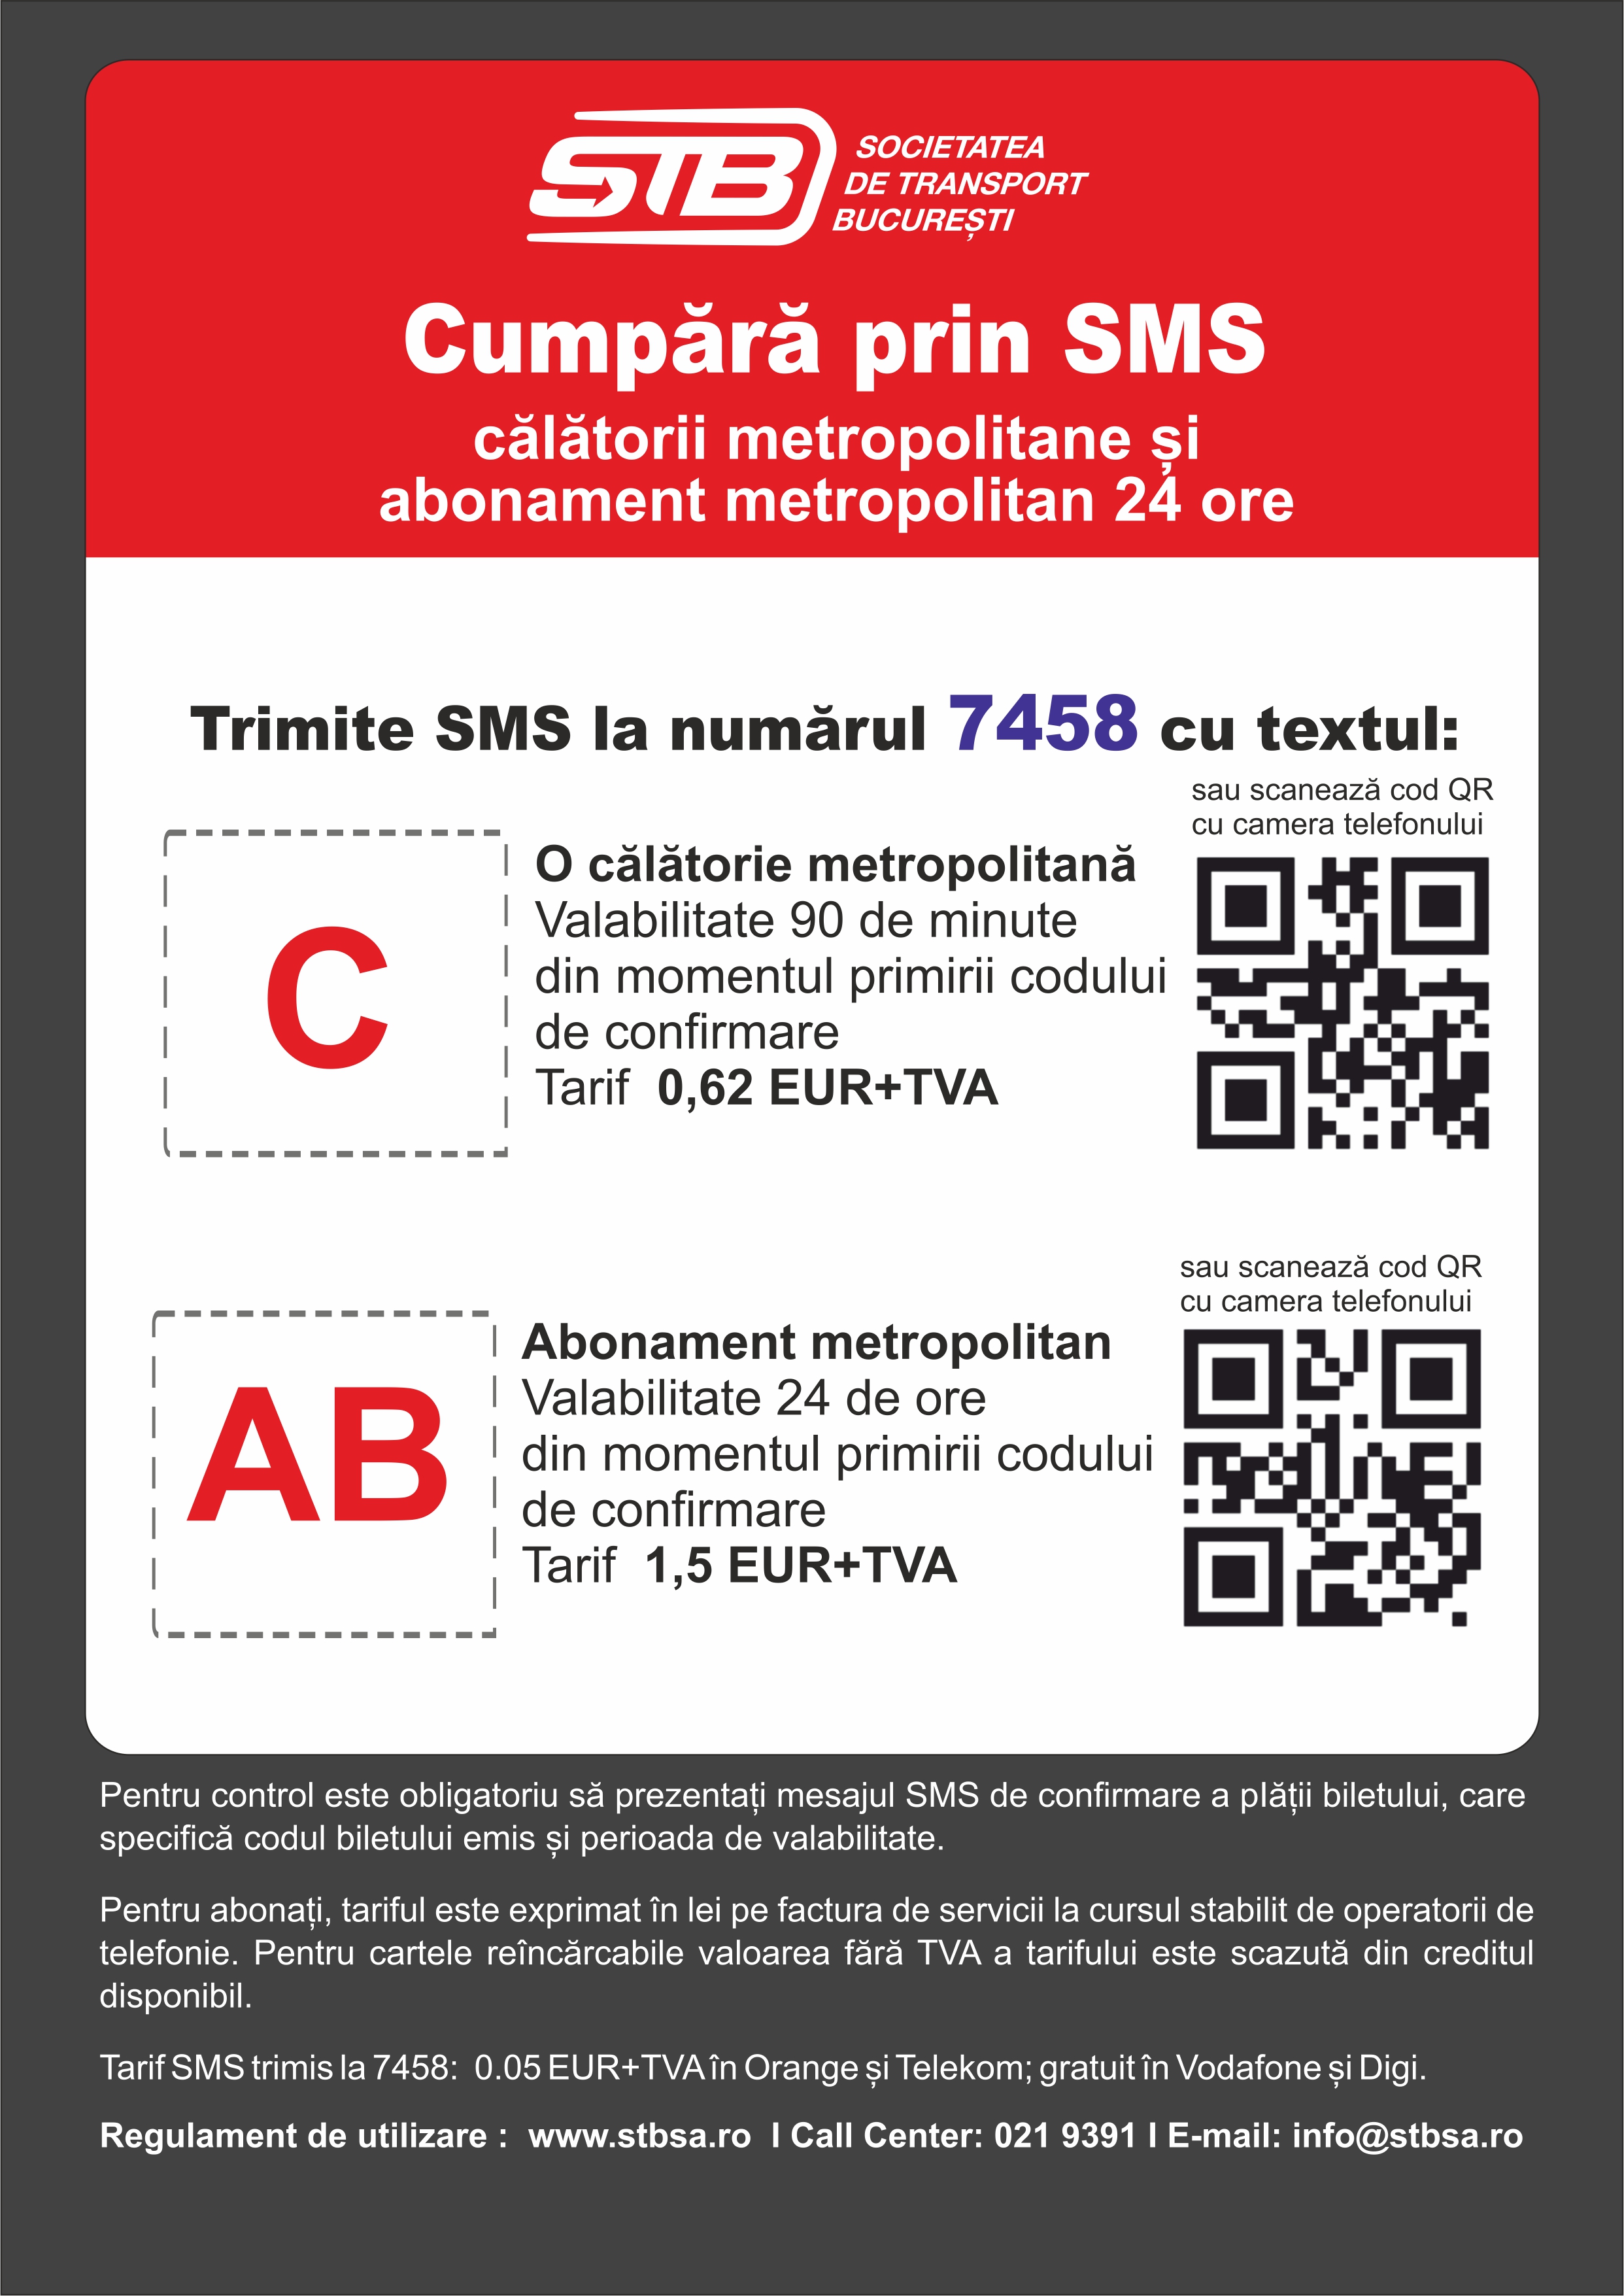 STB
SOCIETATEA
DE TRANSPORT
BUCUREȘTI
Cumpără prin SMS
călătorii metropolitane și
abonament metropolitan 24 ore
Trimite SMS la numărul 7458 cu textul:
sau scanează cod QR
cu camera telefonului
C
O călătorie metropolitană
Valabilitate 90 de minute
din momentul primirii codului
de confirmare
Tarif 0,62 EUR+TVA
sau scanează cod QR
cu camera telefonului
AB
Abonament metropolitan
Valabilitate 24 de ore
din momentul primirii codului
de confirmare
Tarif 1,5 EUR+TVA
Pentru control este obligatoriu să prezentați mesajul SMS de confirmare a plății biletului, care
specifică codul biletului emis și perioada de valabilitate.
Pentru abonați, tariful este exprimat în lei pe factura de servicii la cursul stabilit de operatorii de
telefonie. Pentru cartele reîncărcabile valoarea fără TVA a tarifului este scazută din creditul
disponibil.
Tarif SMS trimis la 7458: 0.05 EUR+TVA în Orange și Telekom; gratuit în Vodafone și Digi.
Regulament de utilizare : www.stbsa.ro I Call Center: 021 9391 I E-mail: info@stbsa.ro